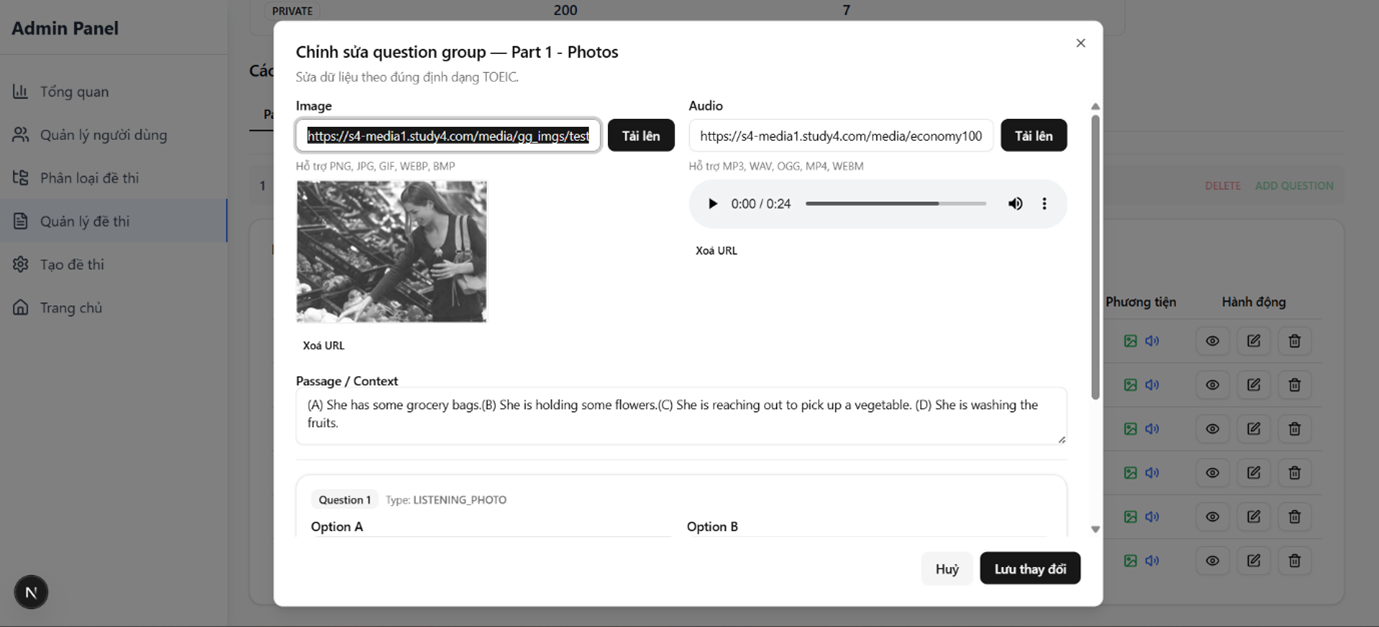 PRIVATE 200 7
Admin Panel
Tổng quan
Quản lý người dùng
Phân loại đề thi
Quản lý đề thi
Tạo đề thi
Trang chủ
Các
1
DELETE ADD QUESTION
Chỉnh sửa question group — Part 1 - Photos
Sửa dữ liệu theo đúng định dạng TOEIC.
Image
https://s4-media1.study4.com/media/gg_imgs/test
Tải lên
Hỗ trợ PNG, JPG, GIF, WEBP, BMP
Xoá URL
Audio
https://s4-media1.study4.com/media/economy100
Tải lên
Hỗ trợ MP3, WAV, OGG, MP4, WEBM
0:00 / 0:24
Xoá URL
Passage / Context
(A) She has some grocery bags.(B) She is holding some flowers.(C) She is reaching out to pick up a vegetable. (D) She is washing the
fruits.
Question 1 Type: LISTENING_PHOTO
Option A Option B
Huỷ Lưu thay đổi
Phương tiện Hành động
N